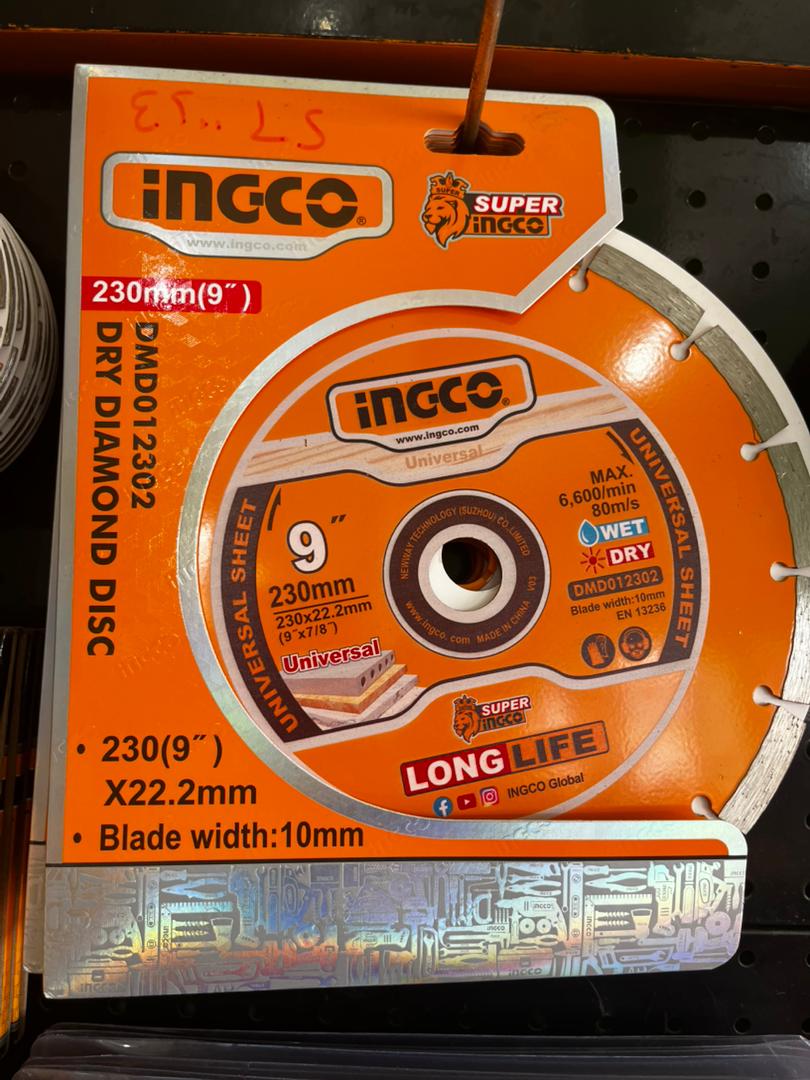 iNGCO®
www.ingco.com
SUPER
iNGCO
230mm(9″)
DMD012302
DRY DIAMOND DISC
iNGCO®
www.ingco.com
Universal
UNIVERSAL SHEET
9″
230mm
230x22.2mm
(9″x7/8″)
Universal
NEWWAY TECHNOLOGY (SUZHOU) CO.,LIMITED
www.ingco.com MADE IN CHINA V03
MAX.
6,600/min
80m/s
WET
DRY
DMD012302
Blade width:10mm
EN 13236
UNIVERSAL SHEET
SUPER
iNGCO
LONG LIFE
INGCO Global
• 230(9″)
X22.2mm
• Blade width:10mm